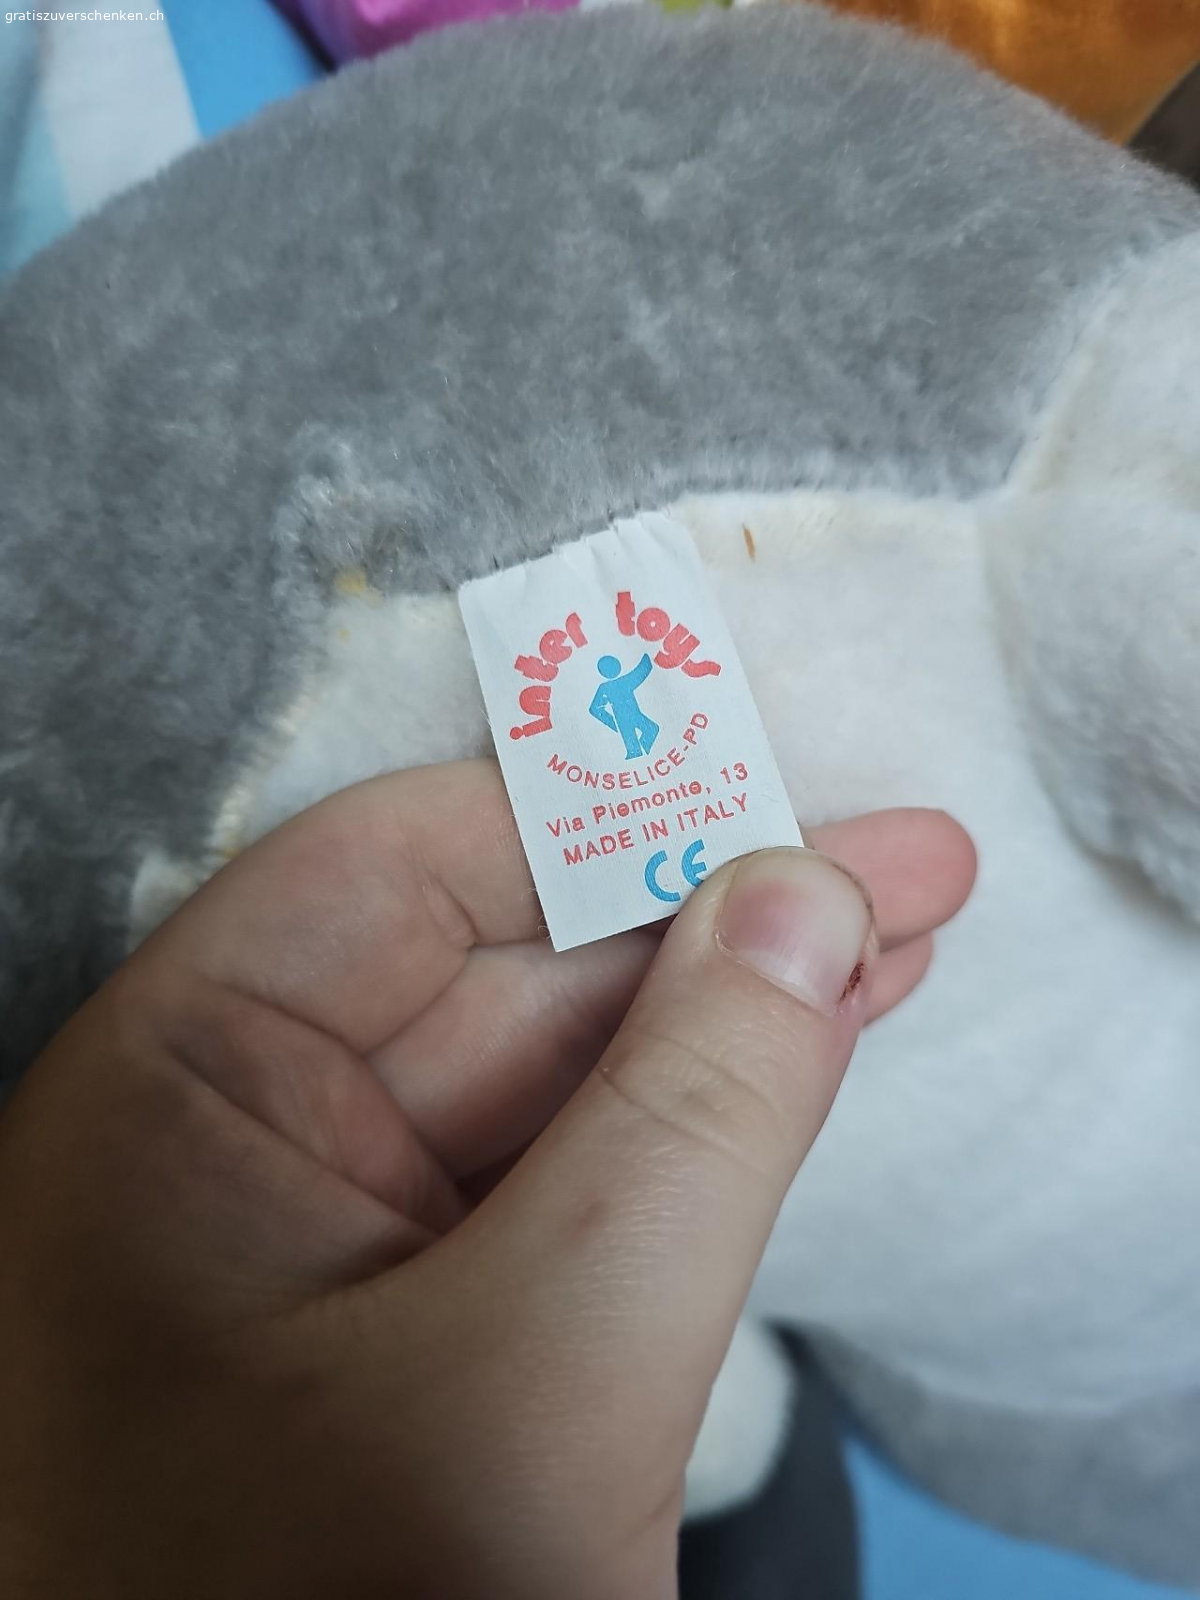 gratiszuverschenken.ch
inter toys
MONSELICE-PD
Via Piemonte, 13
MADE IN ITALY
CE